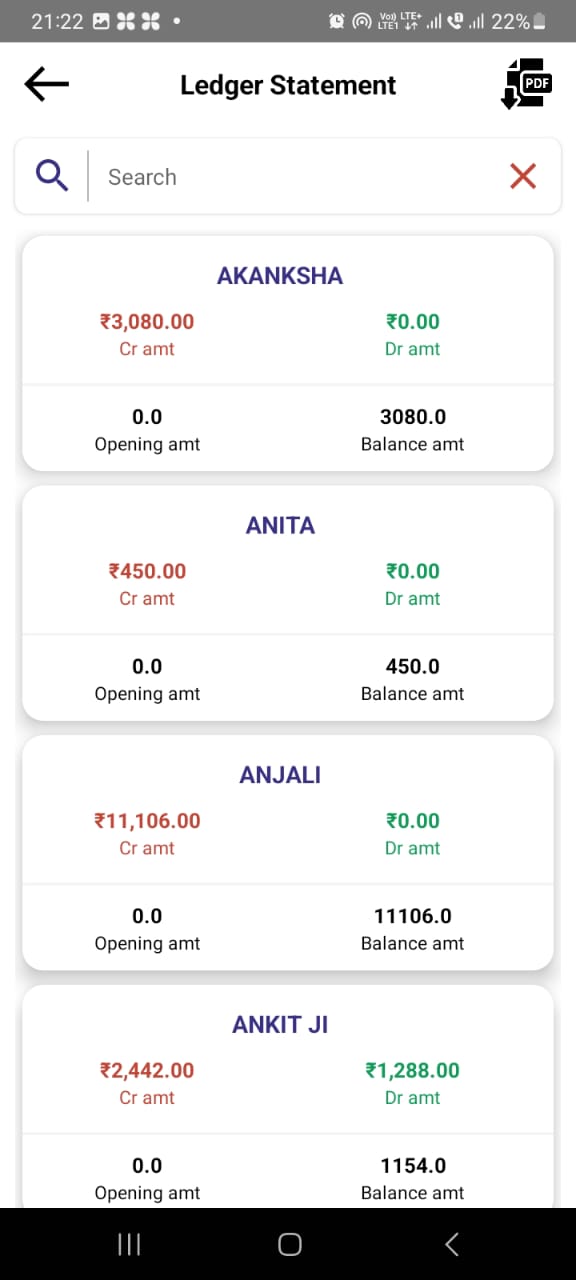 21:22 Vo)) LTE+ LTE1 22%
Ledger Statement
PDF
Search
AKANKSHA
₹3,080.00 ₹0.00
Cr amt Dr amt
0.0 3080.0
Opening amt Balance amt
ANITA
₹450.00 ₹0.00
Cr amt Dr amt
0.0 450.0
Opening amt Balance amt
ANJALI
₹11,106.00 ₹0.00
Cr amt Dr amt
0.0 11106.0
Opening amt Balance amt
ANKIT JI
₹2,442.00 ₹1,288.00
Cr amt Dr amt
0.0 1154.0
Opening amt Balance amt